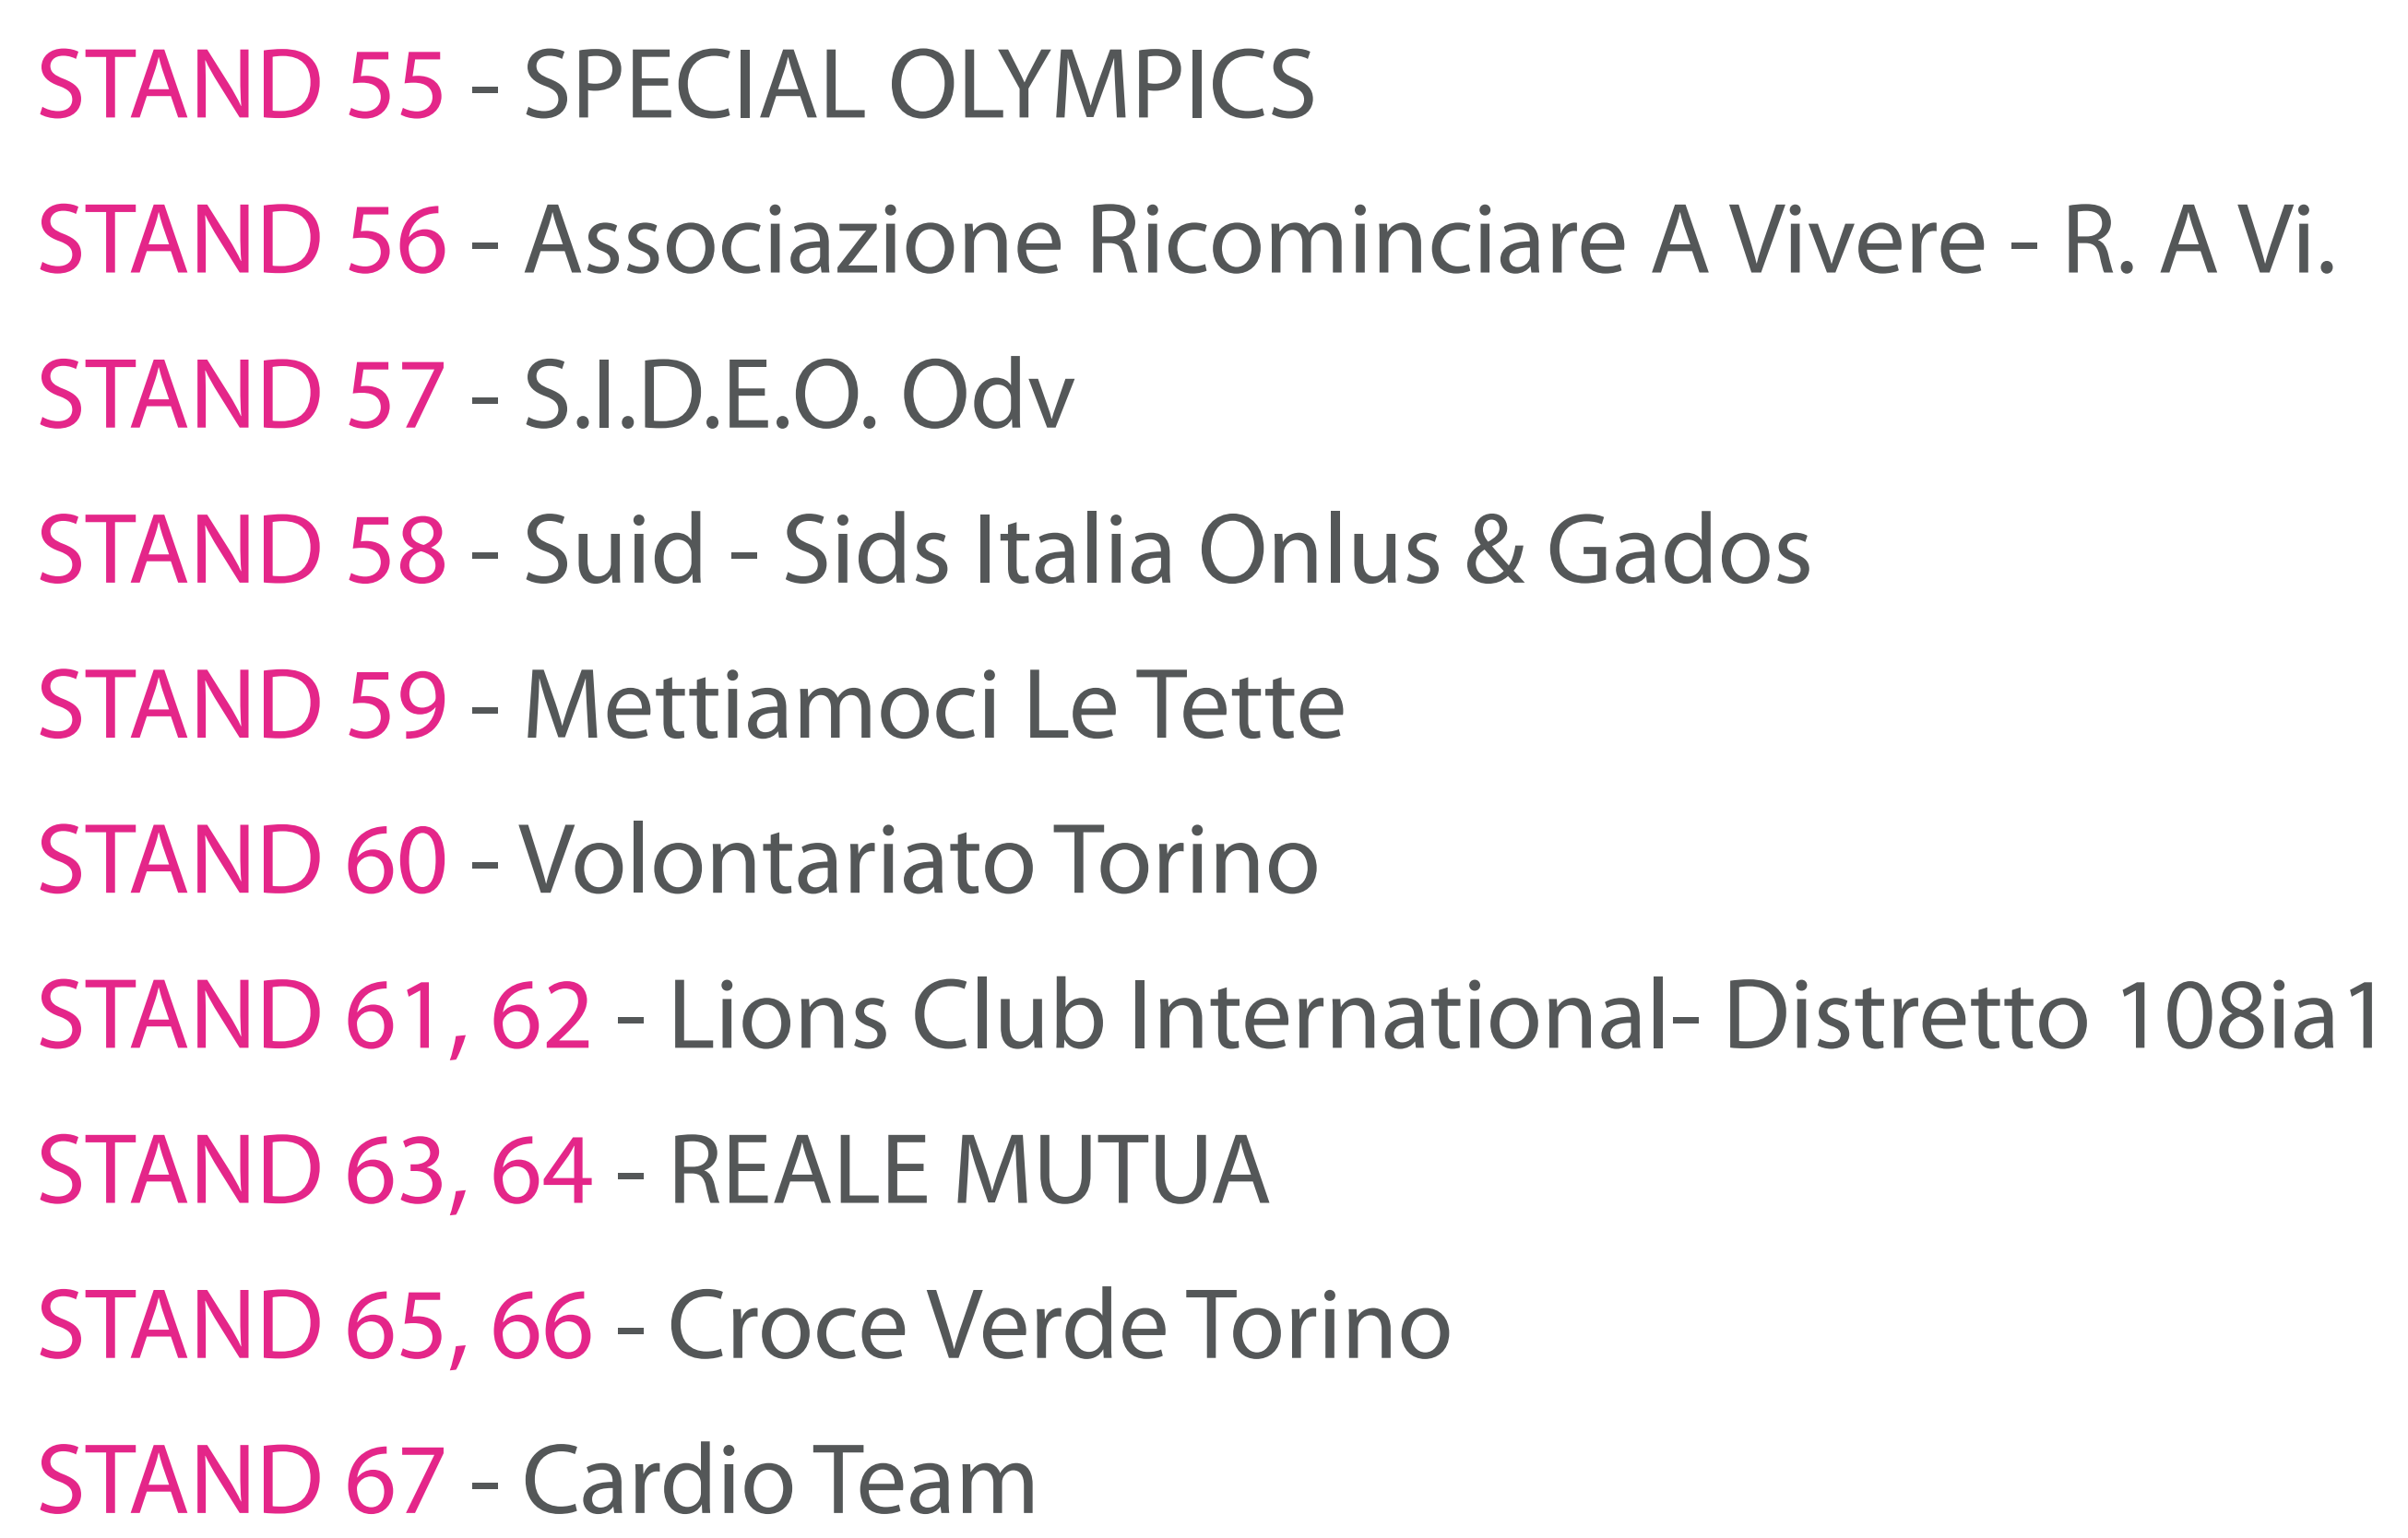 STAND 55 - SPECIAL OLYMPICS
STAND 56 - Associazione Ricominciare A Vivere - R. A Vi.
STAND 57 - S.I.D.E.O. Odv
STAND 58 - Suid - Sids Italia Onlus & Gados
STAND 59 - Mettiamoci Le Tette
STAND 60 - Volontariato Torino
STAND 61, 62 - Lions Club International- Distretto 108ia1
STAND 63, 64 - REALE MUTUA
STAND 65, 66 - Croce Verde Torino
STAND 67 - Cardio Team